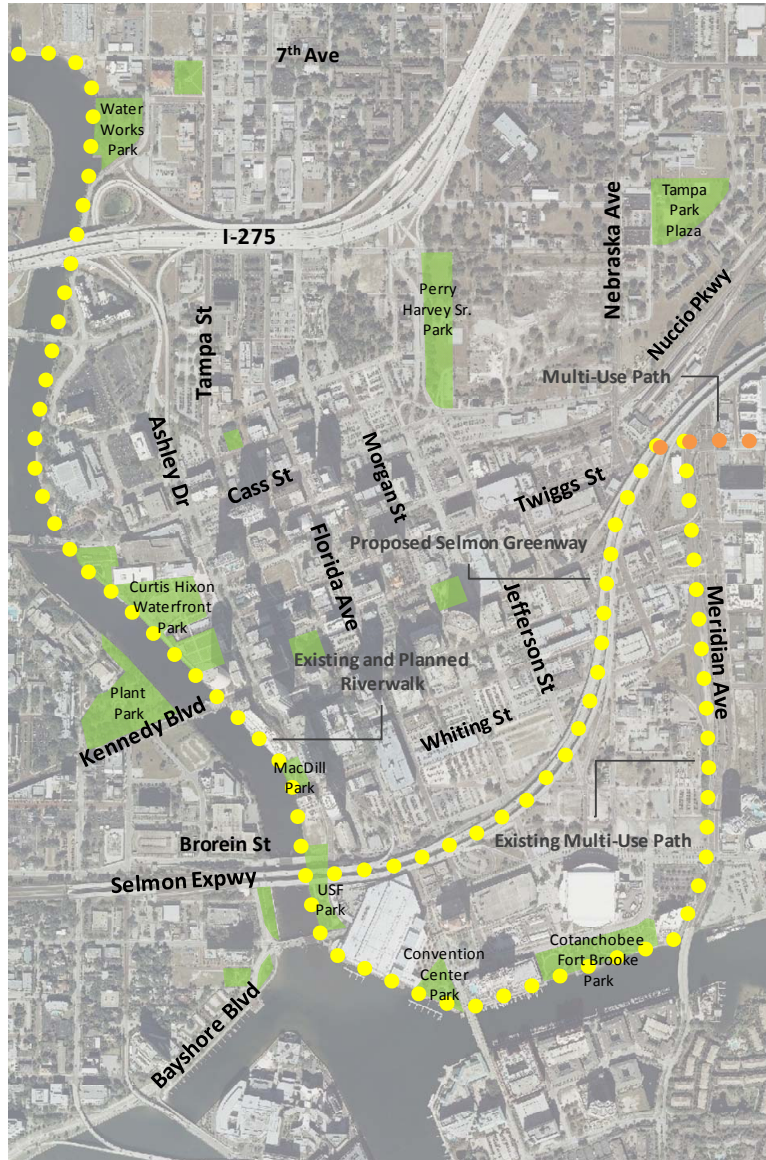 7th Ave
Water
Works
Park
Tampa
Park
Plaza
Nebraska Ave
I-275
Perry
Harvey Sr.
Park
Nuccio Pkwy
Tampa St
Multi-Use Path
Ashley Dr
Morgan St
Cass St
Twiggs St
Florida Ave
Proposed Selmon Greenway
Curtis Hixon
Waterfront
Park
Jefferson St
Meridian Ave
Existing and Planned
Riverwalk
Plant
Park
Kennedy Blvd
Whiting St
MacDill
Park
Brorein St
Existing Multi-Use Path
Selmon Expwy
USF
Park
Cotanchobee
Fort Brooke
Park
Convention
Center
Park
Bayshore Blvd